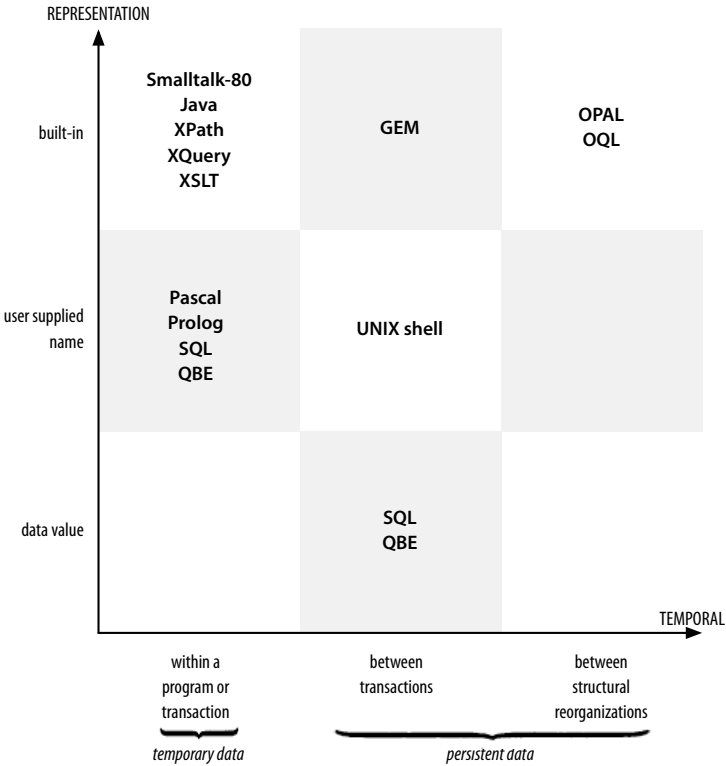 REPRESENTATION
built-in
Smalltalk-80
Java
XPath
XQuery
XSLT
GEM
OPAL
OQL
user supplied
name
Pascal
Prolog
SQL
QBE
UNIX shell
data value
SQL
QBE
TEMPORAL
within a
program or
transaction
between
transactions
between
structural
reorganizations
temporary data
persistent data